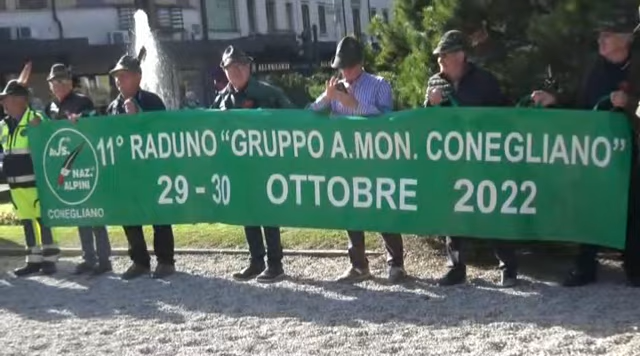 11° RADUNO "GRUPPO A.MON. CONEGLIANO"
29 - 30 OTTOBRE 2022
NAZ.
ALPINI
CONEGLIANO